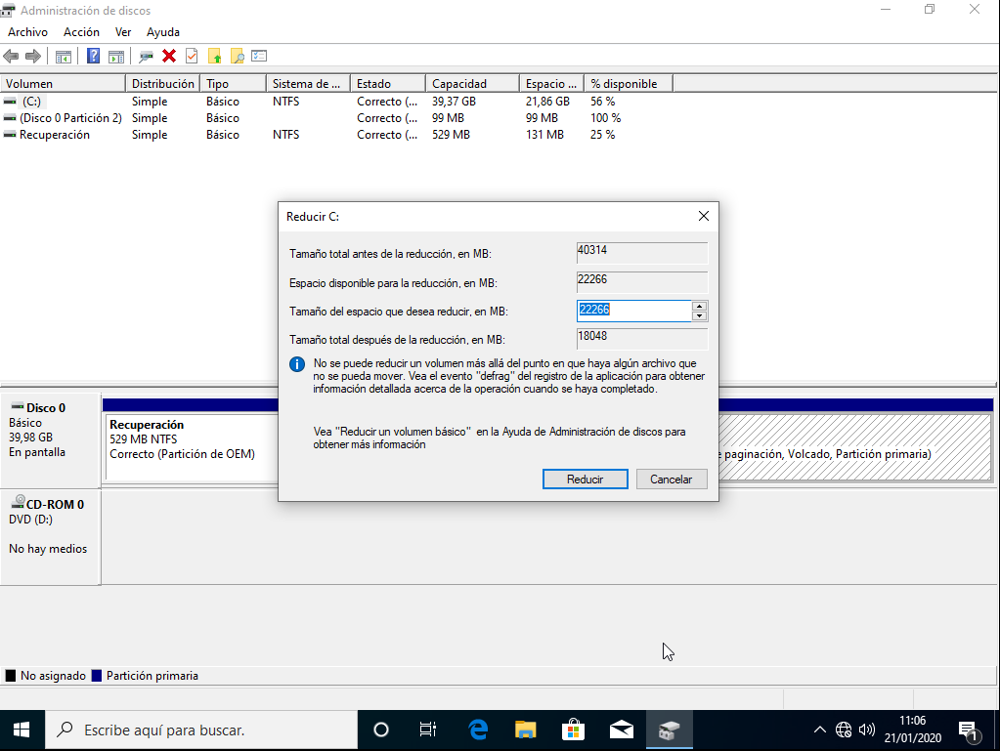 Administración de discos
Archivo Acción Ver Ayuda
Volumen Distribución Tipo Sistema de ... Estado Capacidad Espacio ... % disponible
(C:) Simple Básico NTFS Correcto (... 39,37 GB 21,86 GB 56 %
(Disco 0 Partición 2) Simple Básico Correcto (... 99 MB 99 MB 100 %
Recuperación Simple Básico NTFS Correcto (... 529 MB 131 MB 25 %
Reducir C:
Tamaño total antes de la reducción, en MB: 40314
Espacio disponible para la reducción, en MB: 22266
Tamaño del espacio que desea reducir, en MB: 22266
Tamaño total después de la reducción, en MB: 18048
No se puede reducir un volumen más allá del punto en que haya algún archivo que
no se pueda mover. Vea el evento "defrag" del registro de la aplicación para obtener
información detallada acerca de la operación cuando se haya completado.
Vea "Reducir un volumen básico" en la Ayuda de Administración de discos para
obtener más información
Reducir Cancelar
Disco 0
Básico
39,98 GB
En pantalla
Recuperación
529 MB NTFS
Correcto (Partición de OEM)
e paginación, Volcado, Partición primaria)
CD-ROM 0
DVD (D:)
No hay medios
No asignado Partición primaria
Escribe aquí para buscar.
11:06
21/01/2020
1